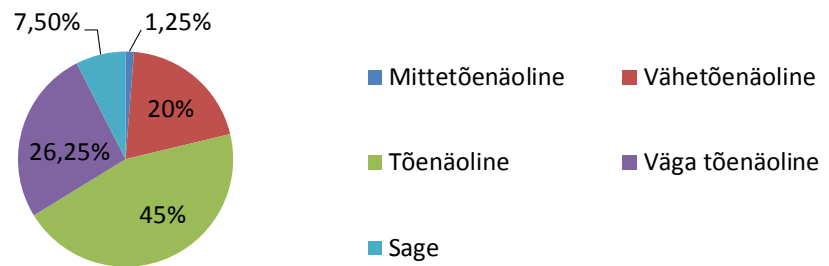 7,50% 1,25%
20%
26,25%
45%
Mittetõenäoline Vähetõenäoline
Tõenäoline Väga tõenäoline
Sage